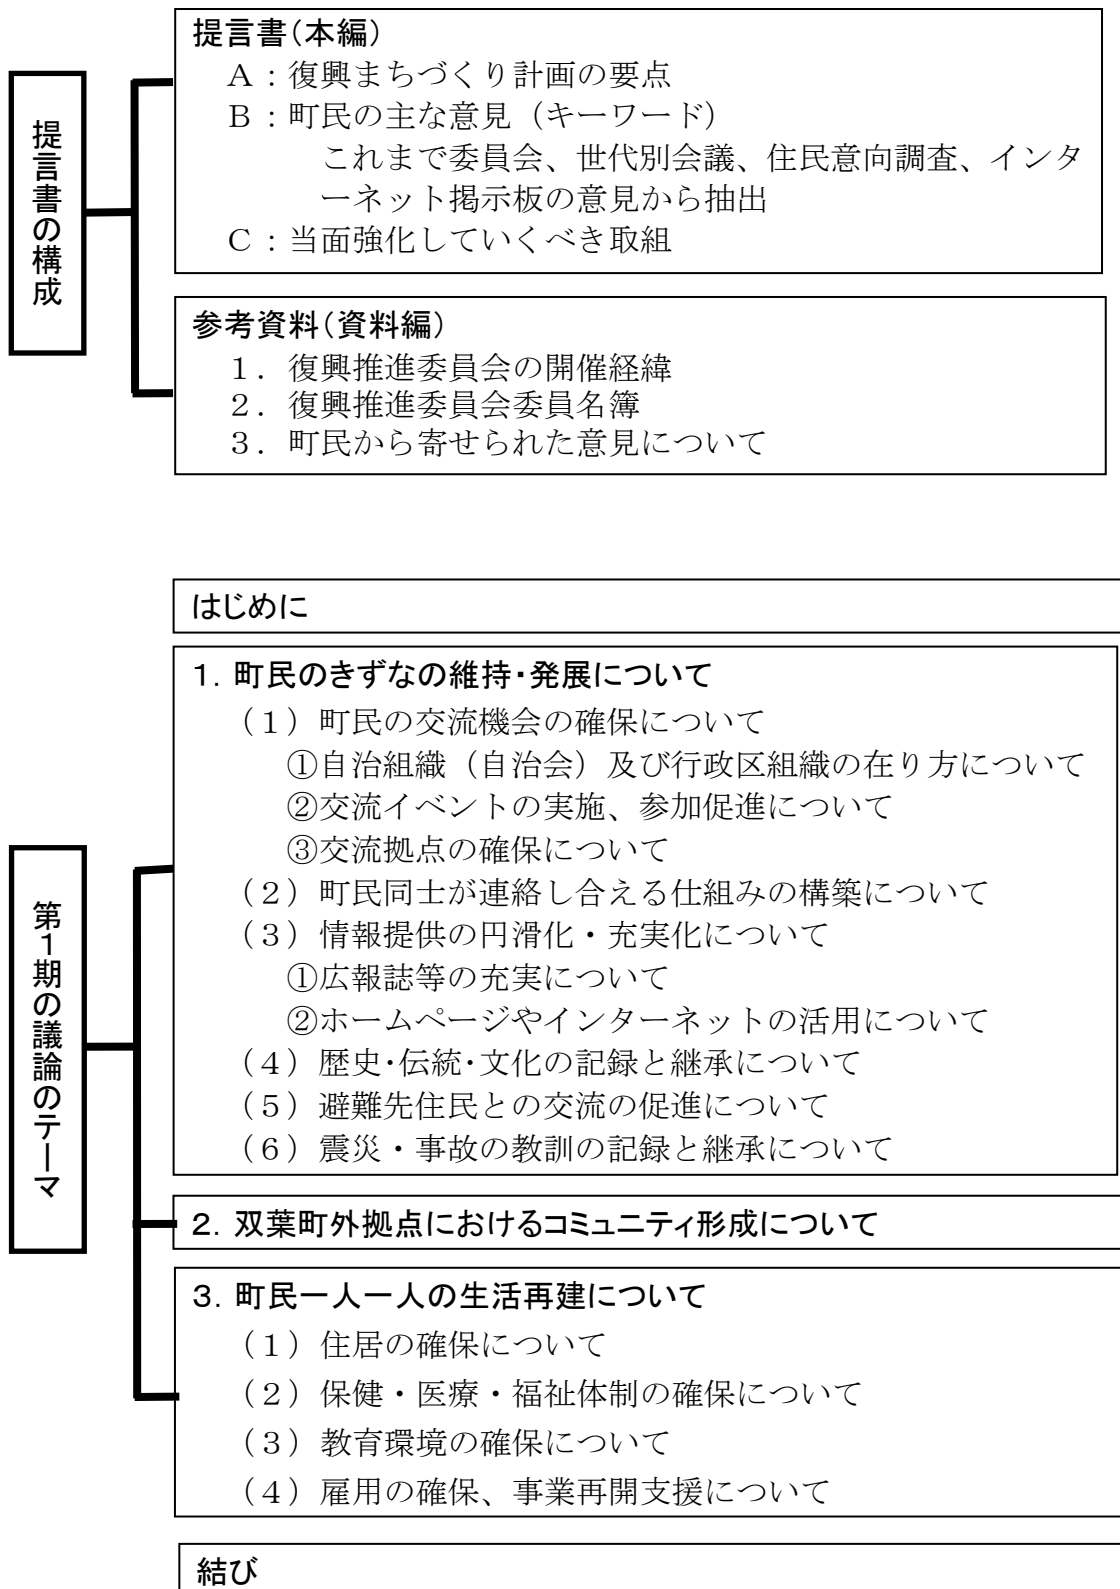 提言書の構成
提言書(本編)
A：復興まちづくり計画の要点
B：町民の主な意見（キーワード）
これまで委員会、世代別会議、住民意向調査、インタ
ーネット掲示板の意見から抽出
C：当面強化していくべき取組
参考資料(資料編)
１．復興推進委員会の開催経緯
２．復興推進委員会委員名簿
３．町民から寄せられた意見について
第1期の議論のテーマ
はじめに
1．町民のきずなの維持・発展について
（１）町民の交流機会の確保について
①自治組織（自治会）及び行政区組織の在り方について
②交流イベントの実施、参加促進について
③交流拠点の確保について
（２）町民同士が連絡し合える仕組みの構築について
（３）情報提供の円滑化・充実化について
①広報誌等の充実について
②ホームページやインターネットの活用について
（４）歴史・伝統・文化の記録と継承について
（５）避難先住民との交流の促進について
（６）震災・事故の教訓の記録と継承について
2．双葉町外拠点におけるコミュニティ形成について
3．町民一人一人の生活再建について
（１）住居の確保について
（２）保健・医療・福祉体制の確保について
（３）教育環境の確保について
（４）雇用の確保、事業再開支援について
結び